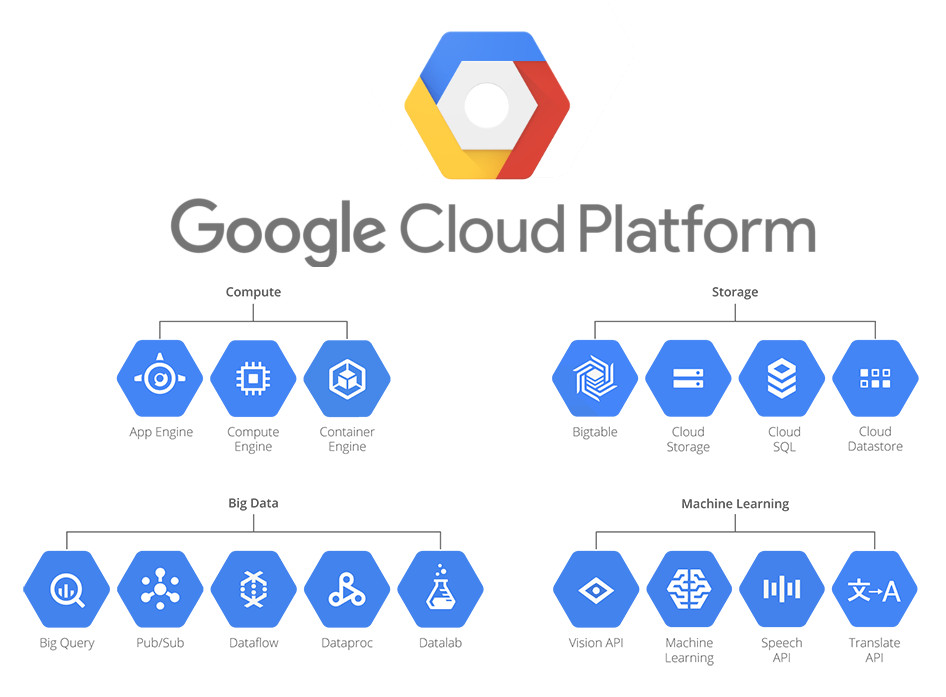 Google Cloud Platform
Compute
App Engine
Compute
Engine
Container
Engine
Storage
Bigtable
Cloud
Storage
Cloud
SQL
Cloud
Datastore
Big Data
Big Query
Pub/Sub
Dataflow
Dataproc
Datalab
Machine Learning
Vision API
Machine
Learning
Speech
API
文→A
Translate
API